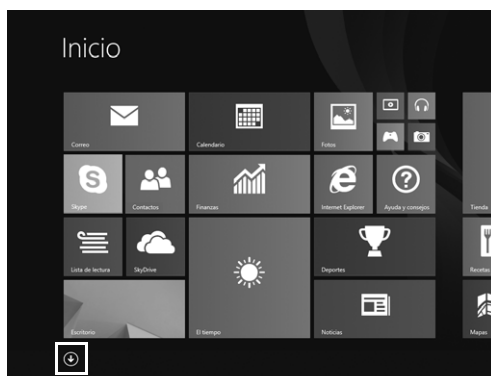 Inicio
Correo
Calendario
Fotos
Skype
Contactos
Finanzas
Internet Explorer
Ayuda y consejos
Tienda
Lista de lectura
SkyDrive
Deportes
Recetas
Escritorio
El tiempo
Noticias
Mapas